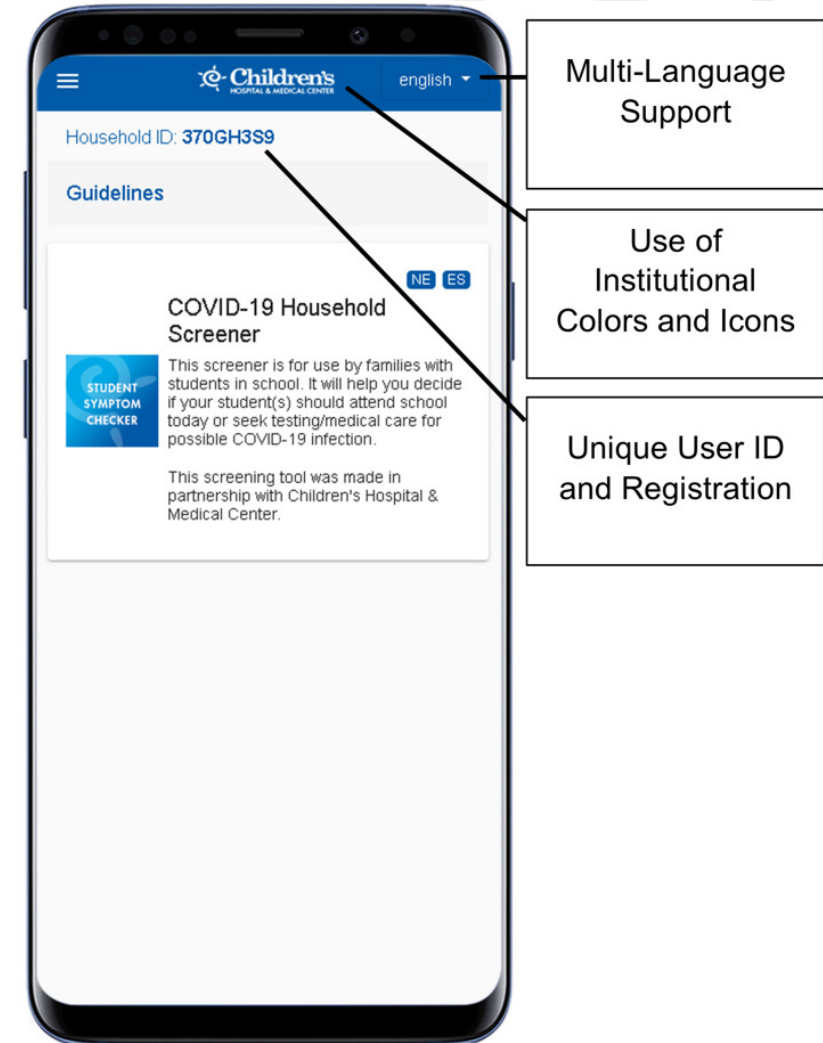 Children's
HOSPITAL & MEDICAL CENTER
english
Household ID: 370GH3S9
Guidelines
NE ES
COVID-19 Household
Screener
STUDENT
SYMPTOM
CHECKER
This screener is for use by families with
students in school. It will help you decide
if your student(s) should attend school
today or seek testing/medical care for
possible COVID-19 infection.
This screening tool was made in
partnership with Children's Hospital &
Medical Center.
Multi-Language
Support
Use of
Institutional
Colors and Icons
Unique User ID
and Registration